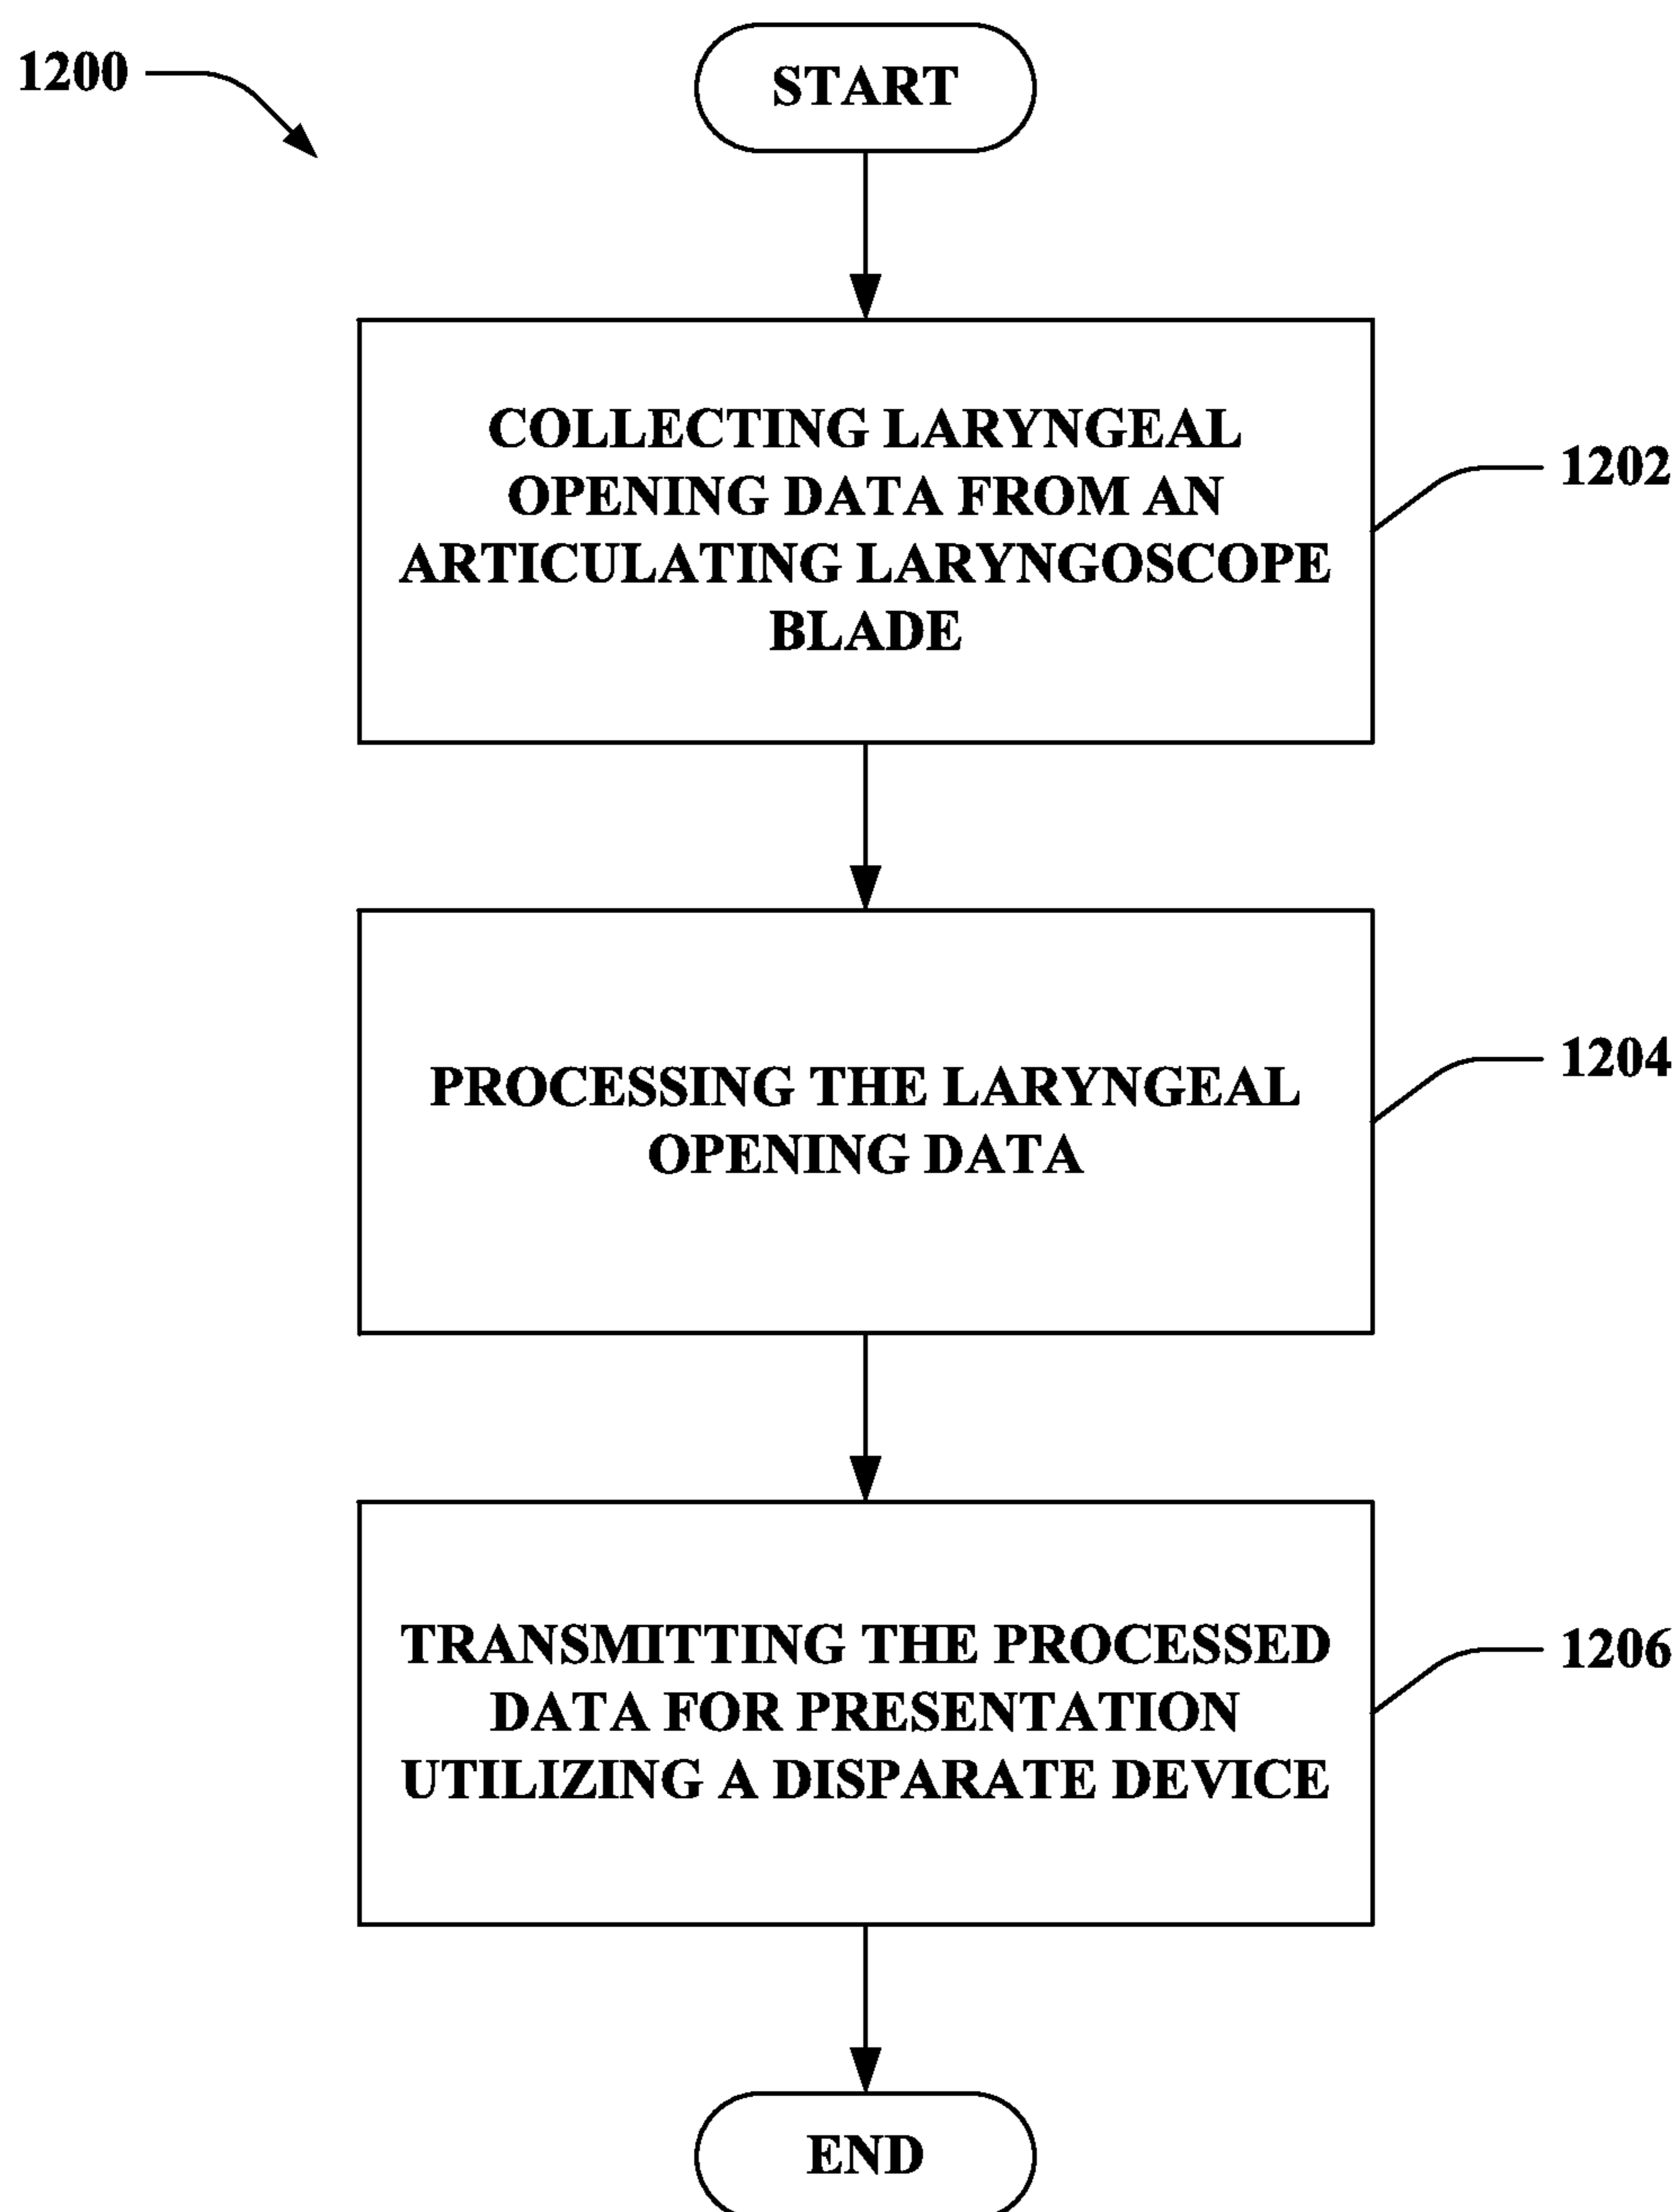 1200
START
COLLECTING LARYNGEAL
OPENING DATA FROM AN
ARTICULATING LARYNGOSCOPE
BLADE
1202
PROCESSING THE LARYNGEAL
OPENING DATA
1204
TRANSMITTING THE PROCESSED
DATA FOR PRESENTATION
UTILIZING A DISPARATE DEVICE
1206
END